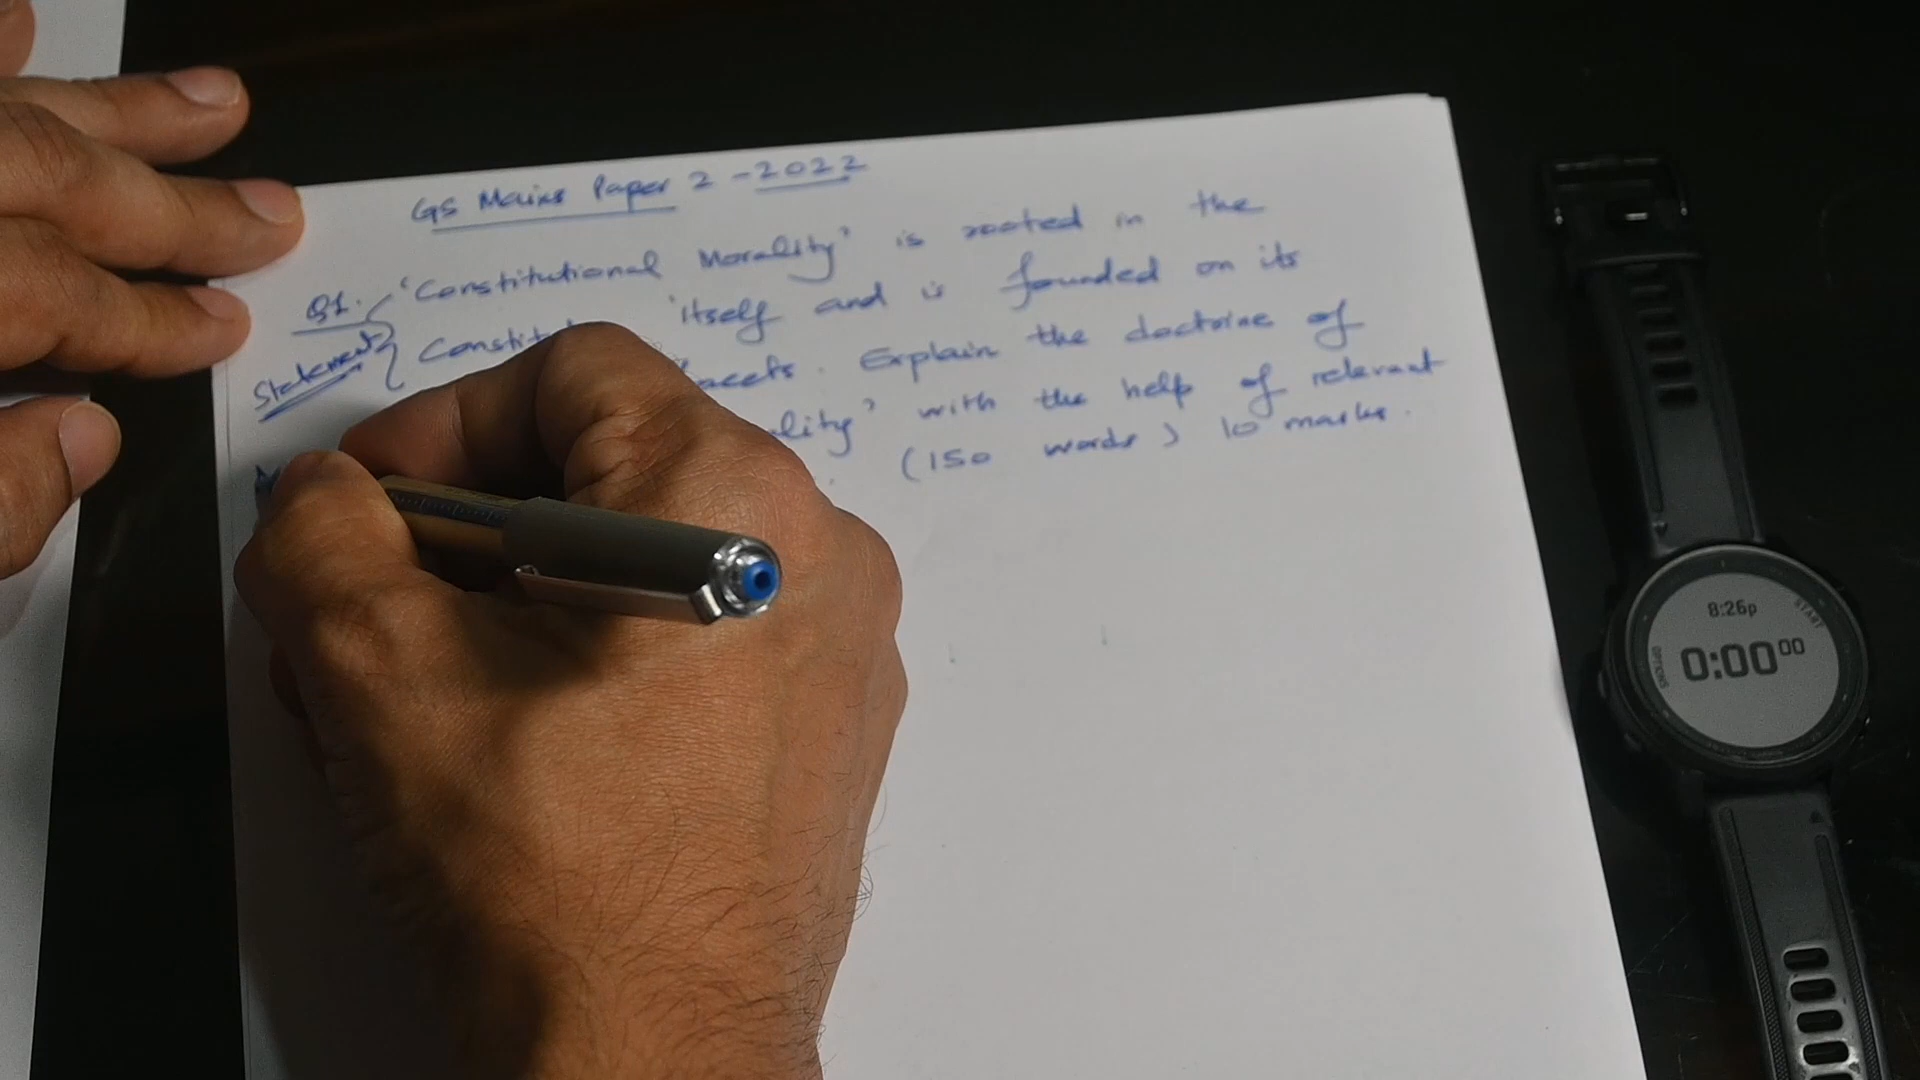 GS Mains Paper 2 - 2022
Q1. 'Constitutional Morality' is rooted in the
Statement itself and is founded on its
facets. Explain the doctrine of
with the help of relevant
(150 words) 10 marks.
8:26p
START
0:00 00
OPTIONS